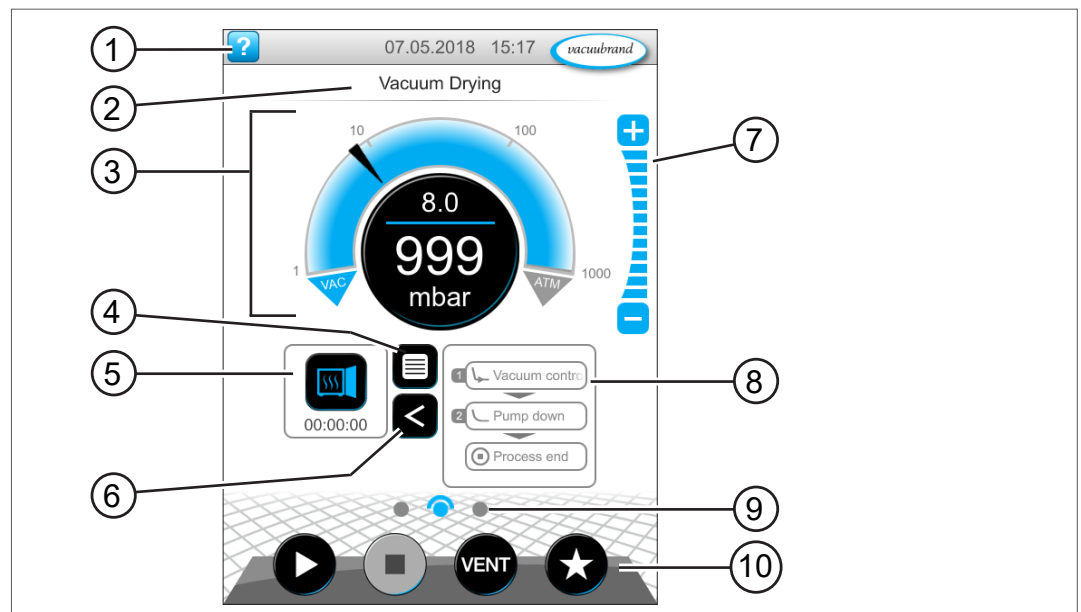 1
?
07.05.2018 15:17
vacuubrand
2
Vacuum Drying
3
10
100
+
7
8.0
999
mbar
1
VAC
1000
ATM
−
4
5
1
Vacuum contro
8
<
00:00:00
2
Pump down
Process end
6
9
VENT
10